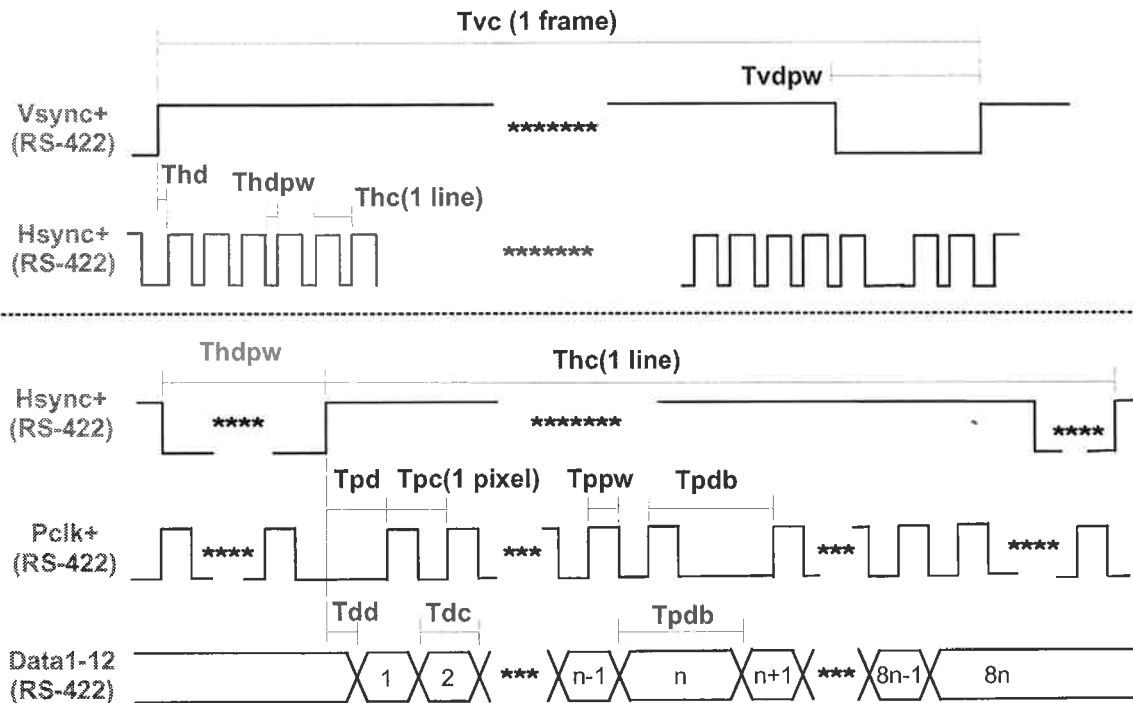 Tvc (1 frame)
Tvdpw
Vsync+
(RS-422)
*******
Thd
Thdpw
Thc(1 line)
Hsync+
(RS-422)
*******
Thdpw
Thc(1 line)
Hsync+
(RS-422)
****
*******
****
Tpd
Tpc(1 pixel)
Tppw
Tpdb
Pclk+
(RS-422)
****
***
***
****
Tdd
Tdc
Tpdb
Data1-12
(RS-422)
1
2
***
n-1
n
n+1
***
8n-1
8n